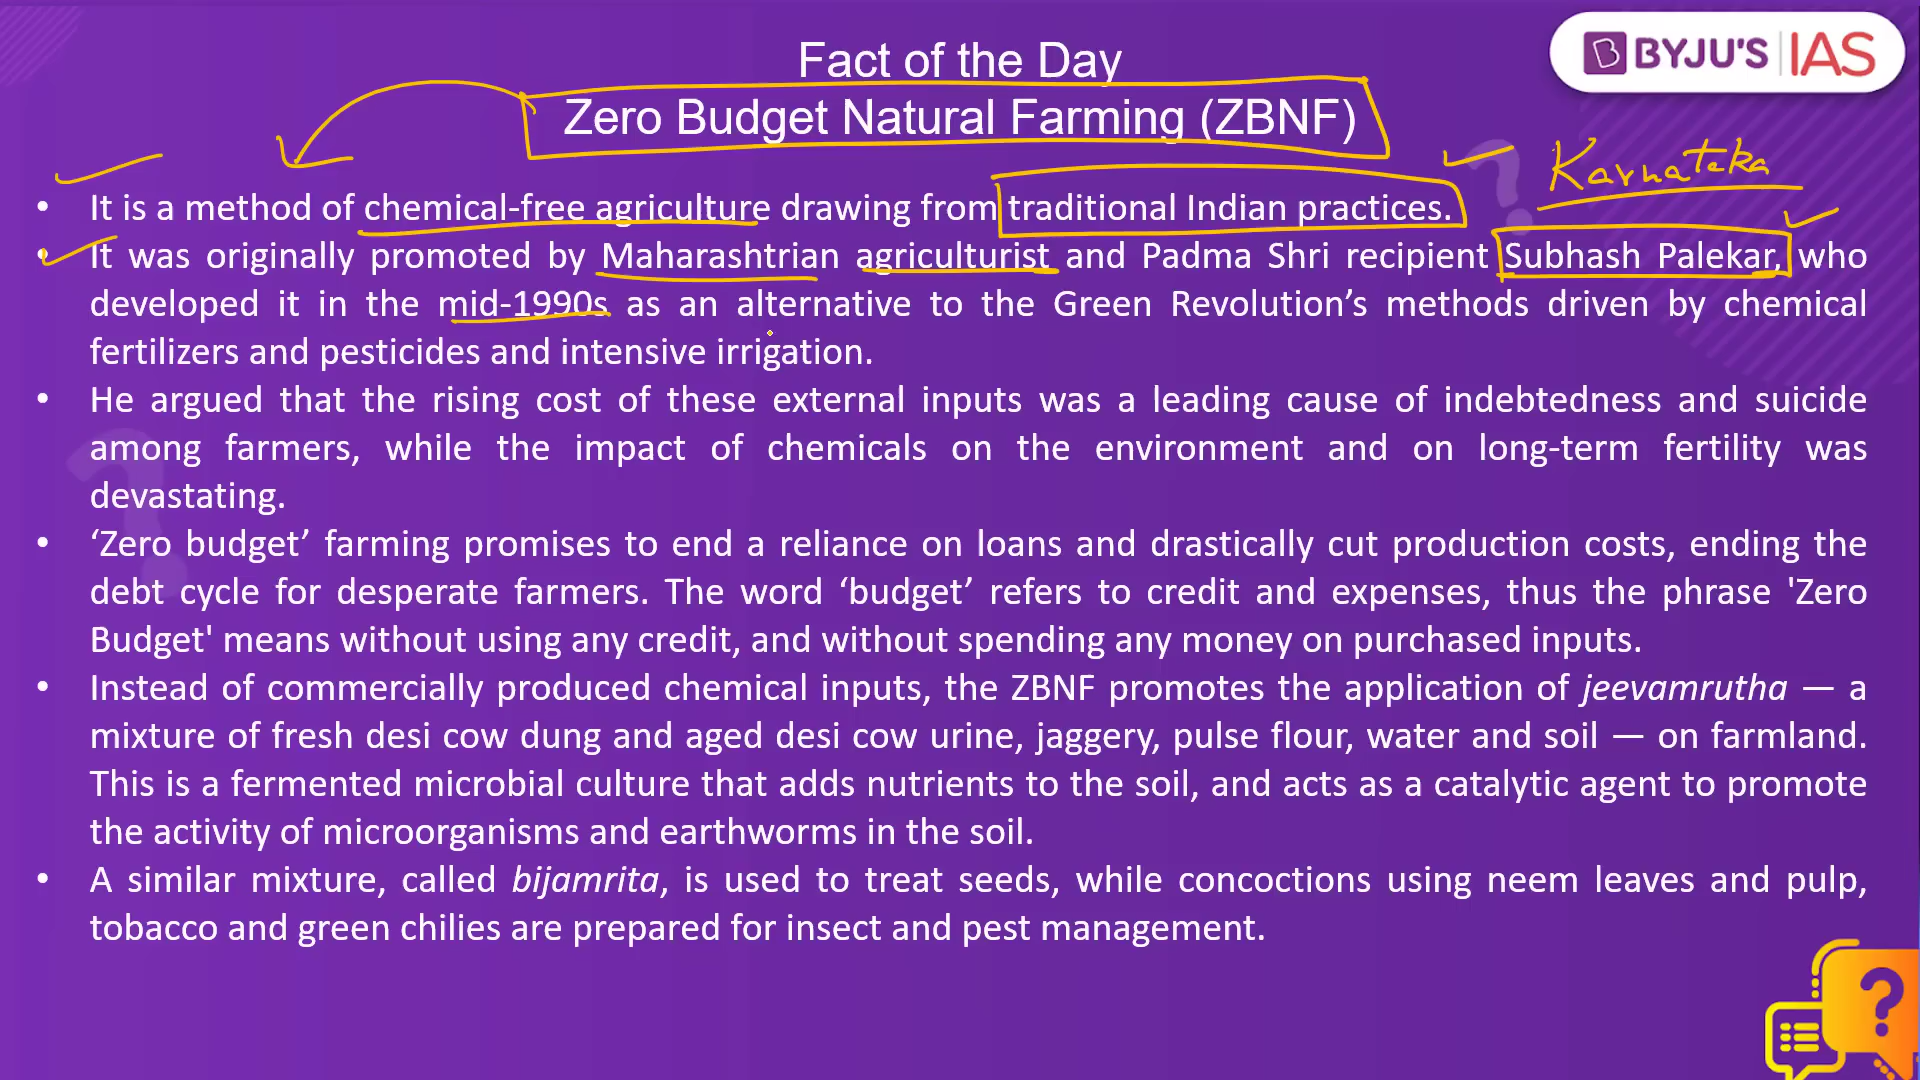 Fact of the Day
BYJU'S IAS
Zero Budget Natural Farming (ZBNF)
Karnataka
• It is a method of chemical-free agriculture drawing from traditional Indian practices.
• It was originally promoted by Maharashtrian agriculturist and Padma Shri recipient Subhash Palekar, who
developed it in the mid-1990s as an alternative to the Green Revolution’s methods driven by chemical
fertilizers and pesticides and intensive irrigation.
• He argued that the rising cost of these external inputs was a leading cause of indebtedness and suicide
among farmers, while the impact of chemicals on the environment and on long-term fertility was
devastating.
• ‘Zero budget’ farming promises to end a reliance on loans and drastically cut production costs, ending the
debt cycle for desperate farmers. The word ‘budget’ refers to credit and expenses, thus the phrase 'Zero
Budget' means without using any credit, and without spending any money on purchased inputs.
• Instead of commercially produced chemical inputs, the ZBNF promotes the application of jeevamrutha — a
mixture of fresh desi cow dung and aged desi cow urine, jaggery, pulse flour, water and soil — on farmland.
This is a fermented microbial culture that adds nutrients to the soil, and acts as a catalytic agent to promote
the activity of microorganisms and earthworms in the soil.
• A similar mixture, called bijamrita, is used to treat seeds, while concoctions using neem leaves and pulp,
tobacco and green chilies are prepared for insect and pest management.